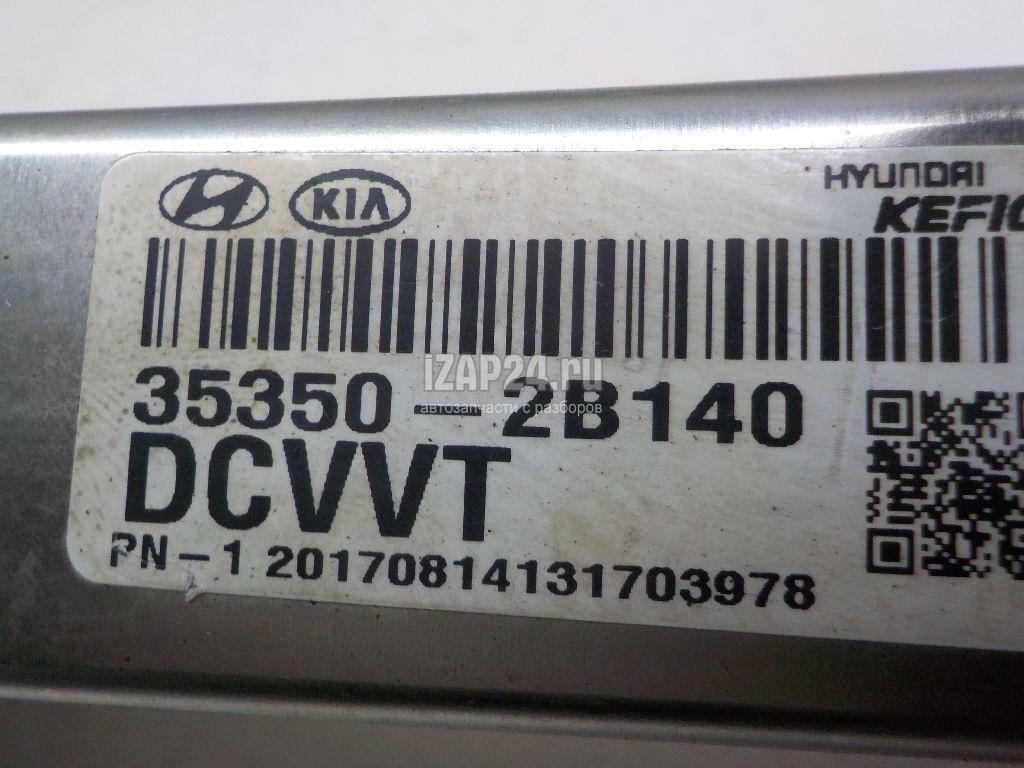 KIA
HYUNDAI
KEFIC
35350-2B140
DCVVT
PN-1 20170814131703978
iZAP24.ru
автозапчасти с разборов